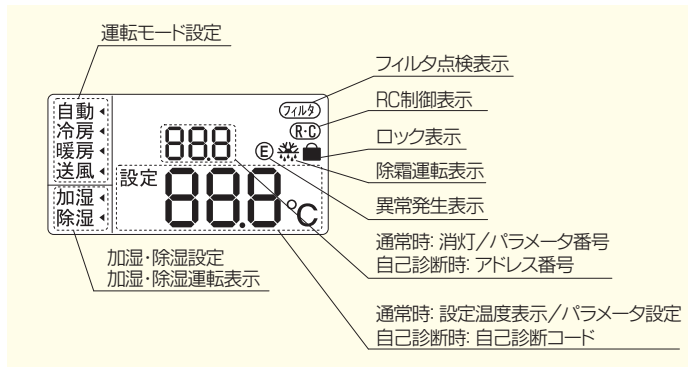 運転モード設定
フィルタ点検表示
RC制御表示
ロック表示
除霜運転表示
異常発生表示
自動
冷房
暖房
送風
加湿
除湿
フィルタ
R·C
88.8
E
設定
88.8℃
通常時: 消灯/パラメータ番号
自己診断時: アドレス番号
加湿・除湿設定
加湿・除湿運転表示
通常時: 設定温度表示/パラメータ設定
自己診断時: 自己診断コード